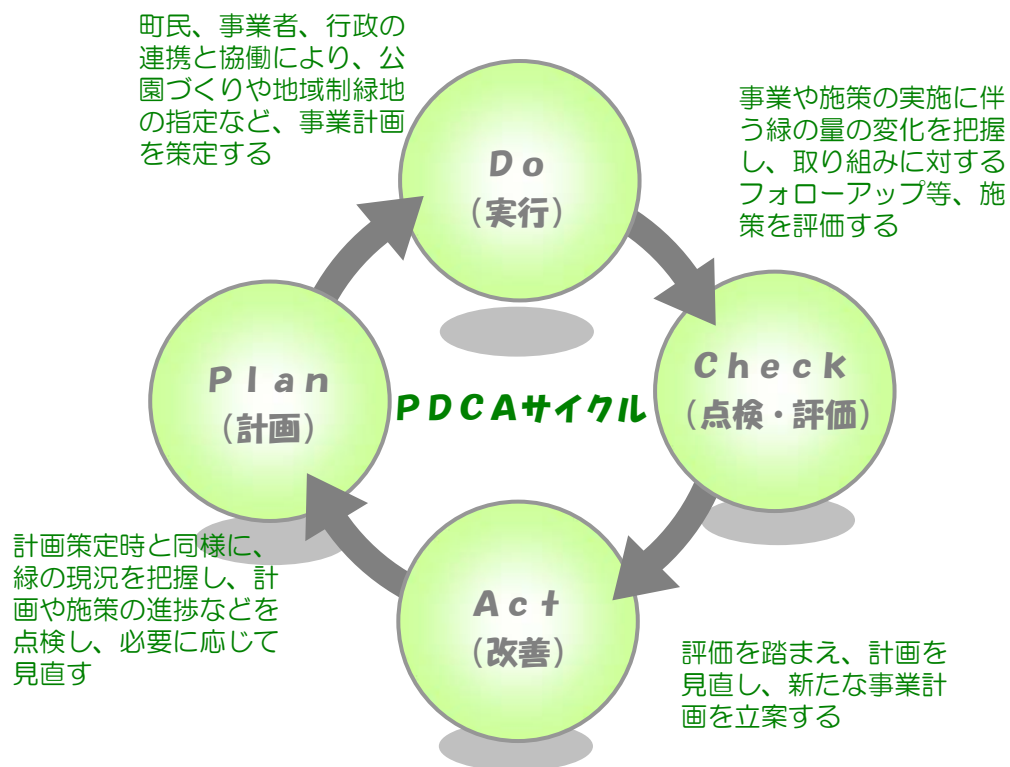 町民、事業者、行政の
連携と協働により、公
園づくりや地域制緑地
の指定など、事業計画
を策定する
Do
（実行）
事業や施策の実施に伴
う緑の量の変化を把握
し、取り組みに対する
フォローアップ等、施
策を評価する
Plan
（計画）
PDCAサイクル
Check
（点検・評価）
計画策定時と同様に、
緑の現況を把握し、計
画や施策の進捗などを
点検し、必要に応じて
見直す
Act
（改善）
評価を踏まえ、計画を
見直し、新たな事業計
画を立案する